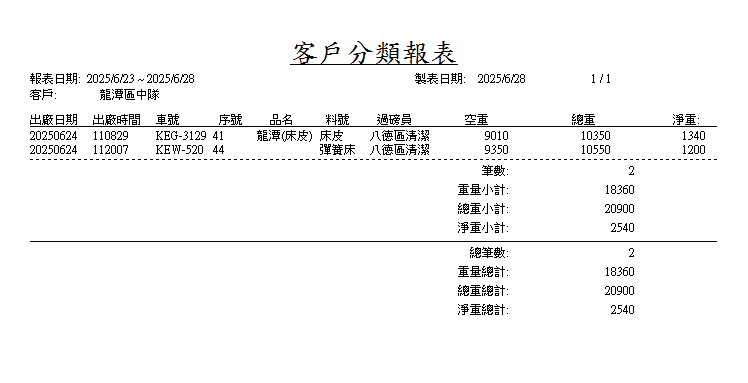 客戶分類報表
報表日期: 2025/6/23 ~ 2025/6/28 製表日期: 2025/6/28 1 / 1
客戶: 龍潭區中隊
出廠日期 出廠時間 車號 序號 品名 料號 過磅員 空重 總重 淨重:
20250624 110829 KEG-3129 41 龍潭(床皮) 床皮 八德區清潔 9010 10350 1340
20250624 112007 KEW-520 44 彈簧床 八德區清潔 9350 10550 1200
筆數: 2
重量小計: 18360
總重小計: 20900
淨重小計: 2540
總筆數: 2
重量總計: 18360
總重總計: 20900
淨重總計: 2540